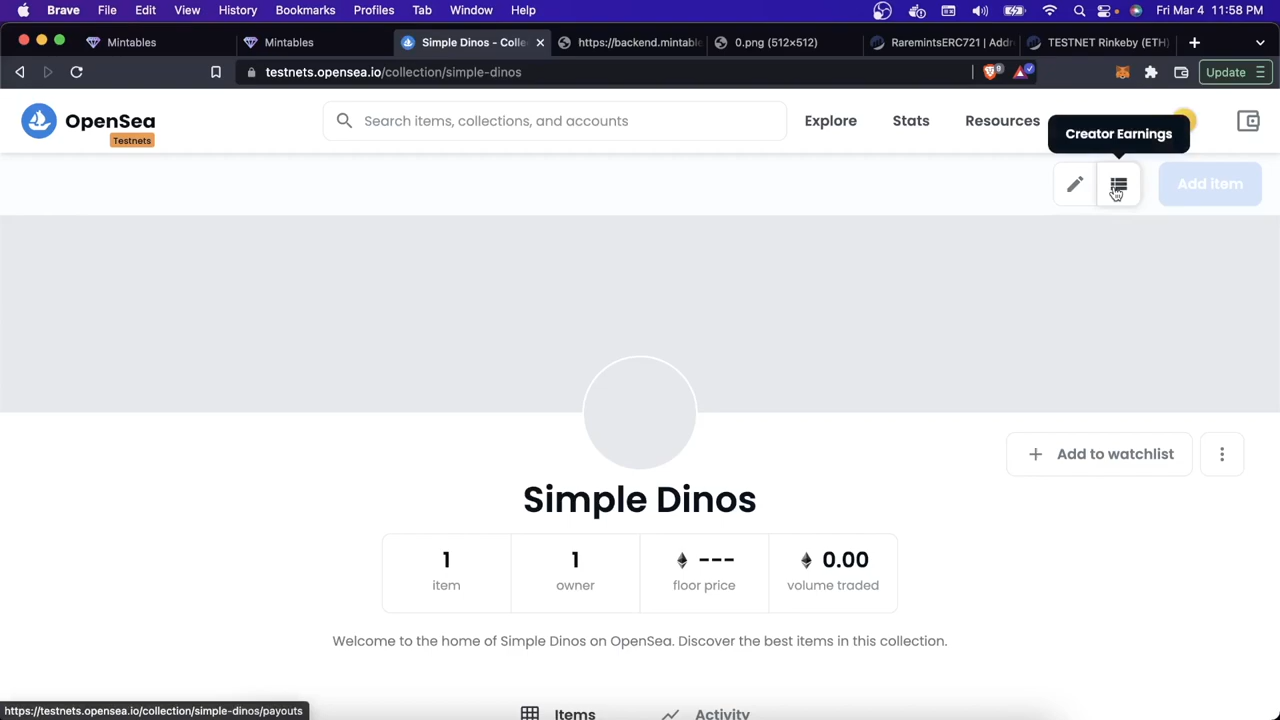 Brave File Edit View History Bookmarks Profiles Tab Window Help Fri Mar 4 11:58 PM
Mintables Mintables Simple Dinos - Colle https://backend.mintabl 0.png (512×512) RaremintsERC721 | Addr TESTNET Rinkeby (ETH)
testnets.opensea.io/collection/simple-dinos 9 Update
OpenSea Search items, collections, and accounts Explore Stats Resources
Testnets
Creator Earnings
Add item
+ Add to watchlist
Simple Dinos
1 1 --- 0.00
item owner floor price volume traded
Welcome to the home of Simple Dinos on OpenSea. Discover the best items in this collection.
Items Activity
https://testnets.opensea.io/collection/simple-dinos/payouts